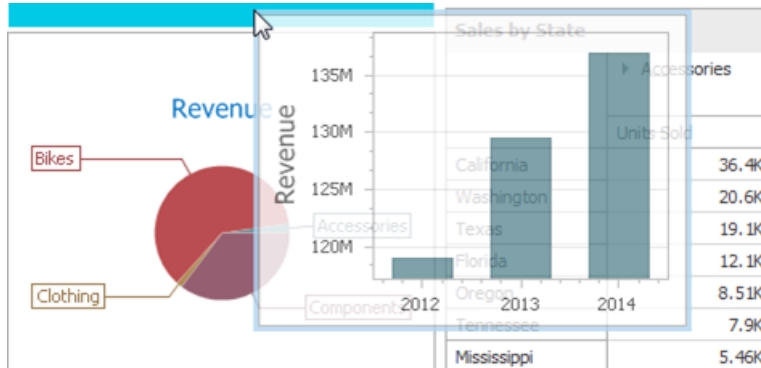 Sales by State
135M
Accessories
Revenue
Revenue
130M
Units Sold
Bikes
California
36.4K
125M
Washington
20.6K
Accessories
Texas
19.1K
120M
Florida
12.1K
Clothing
Components
2012
2013
2014
Oregon
8.51K
Tennessee
7.9K
Mississippi
5.46K